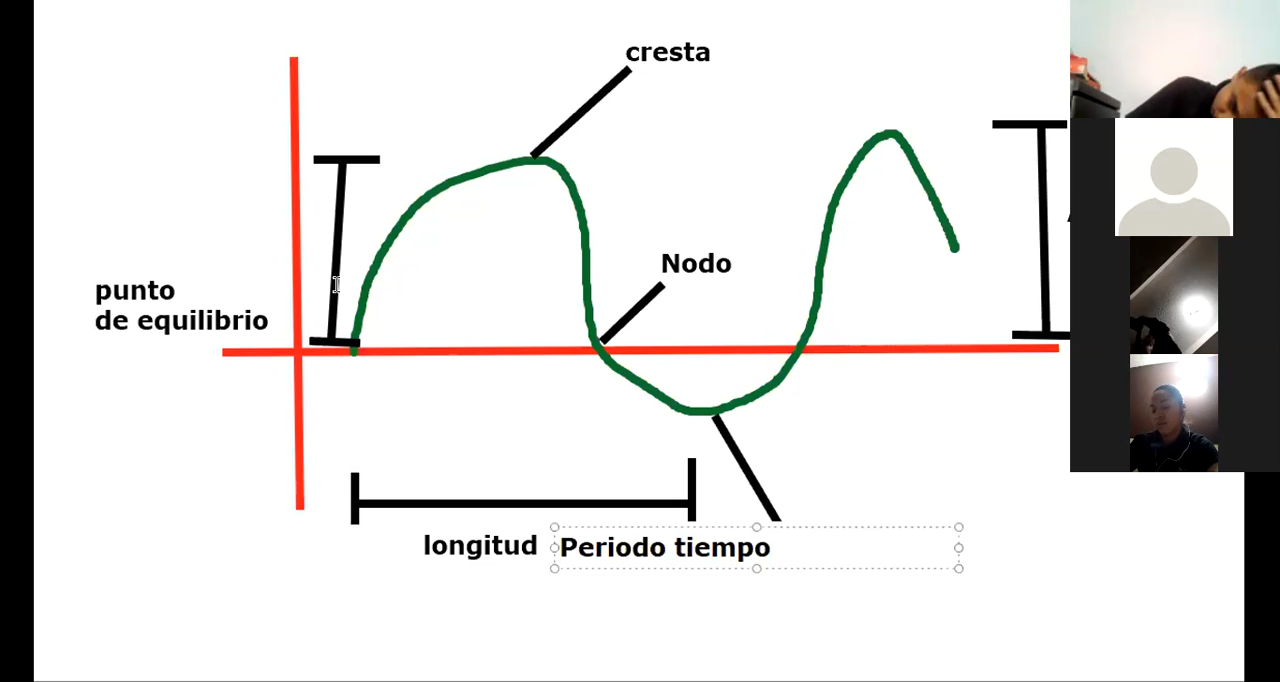 cresta
Nodo
punto
de equilibrio
longitud
Periodo tiempo